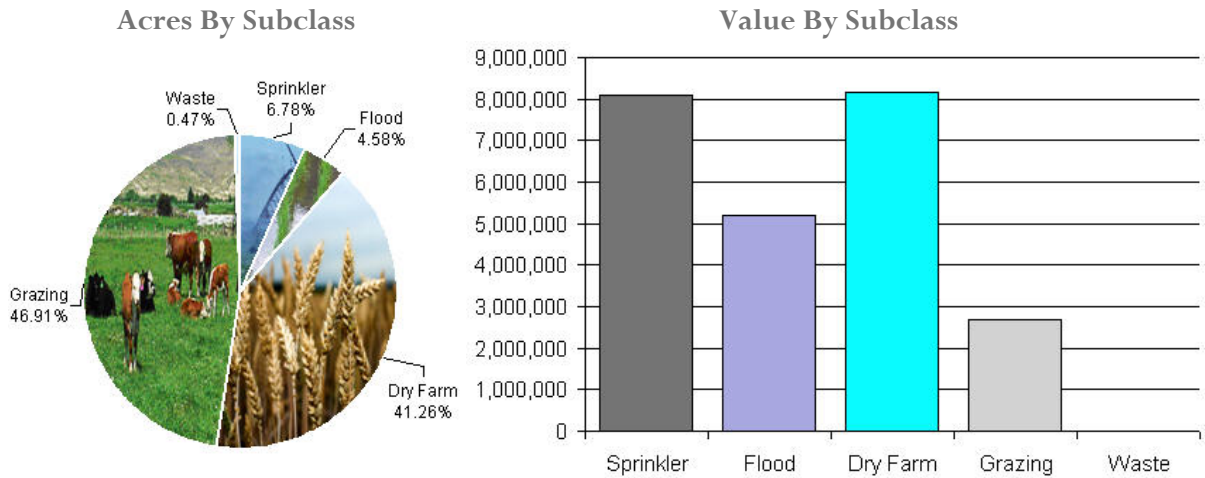 Acres By Subclass
Waste
0.47%
Sprinkler
6.78%
Flood
4.58%
Grazing
46.91%
Dry Farm
41.26%
Value By Subclass
9,000,000
8,000,000
7,000,000
6,000,000
5,000,000
4,000,000
3,000,000
2,000,000
1,000,000
0
Sprinkler Flood Dry Farm Grazing Waste